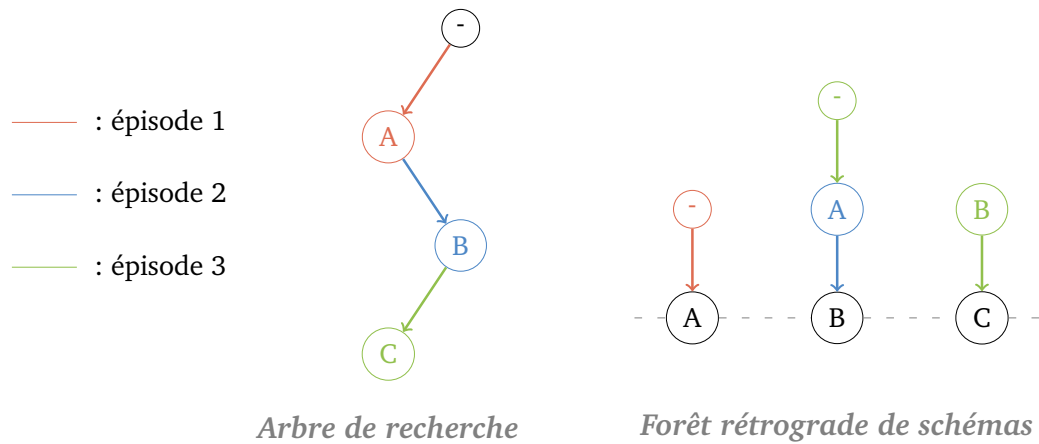 -
: épisode 1
A
-
: épisode 2
- A B
B
: épisode 3
A B C
C
Arbre de recherche
Forêt rétrograde de schémas